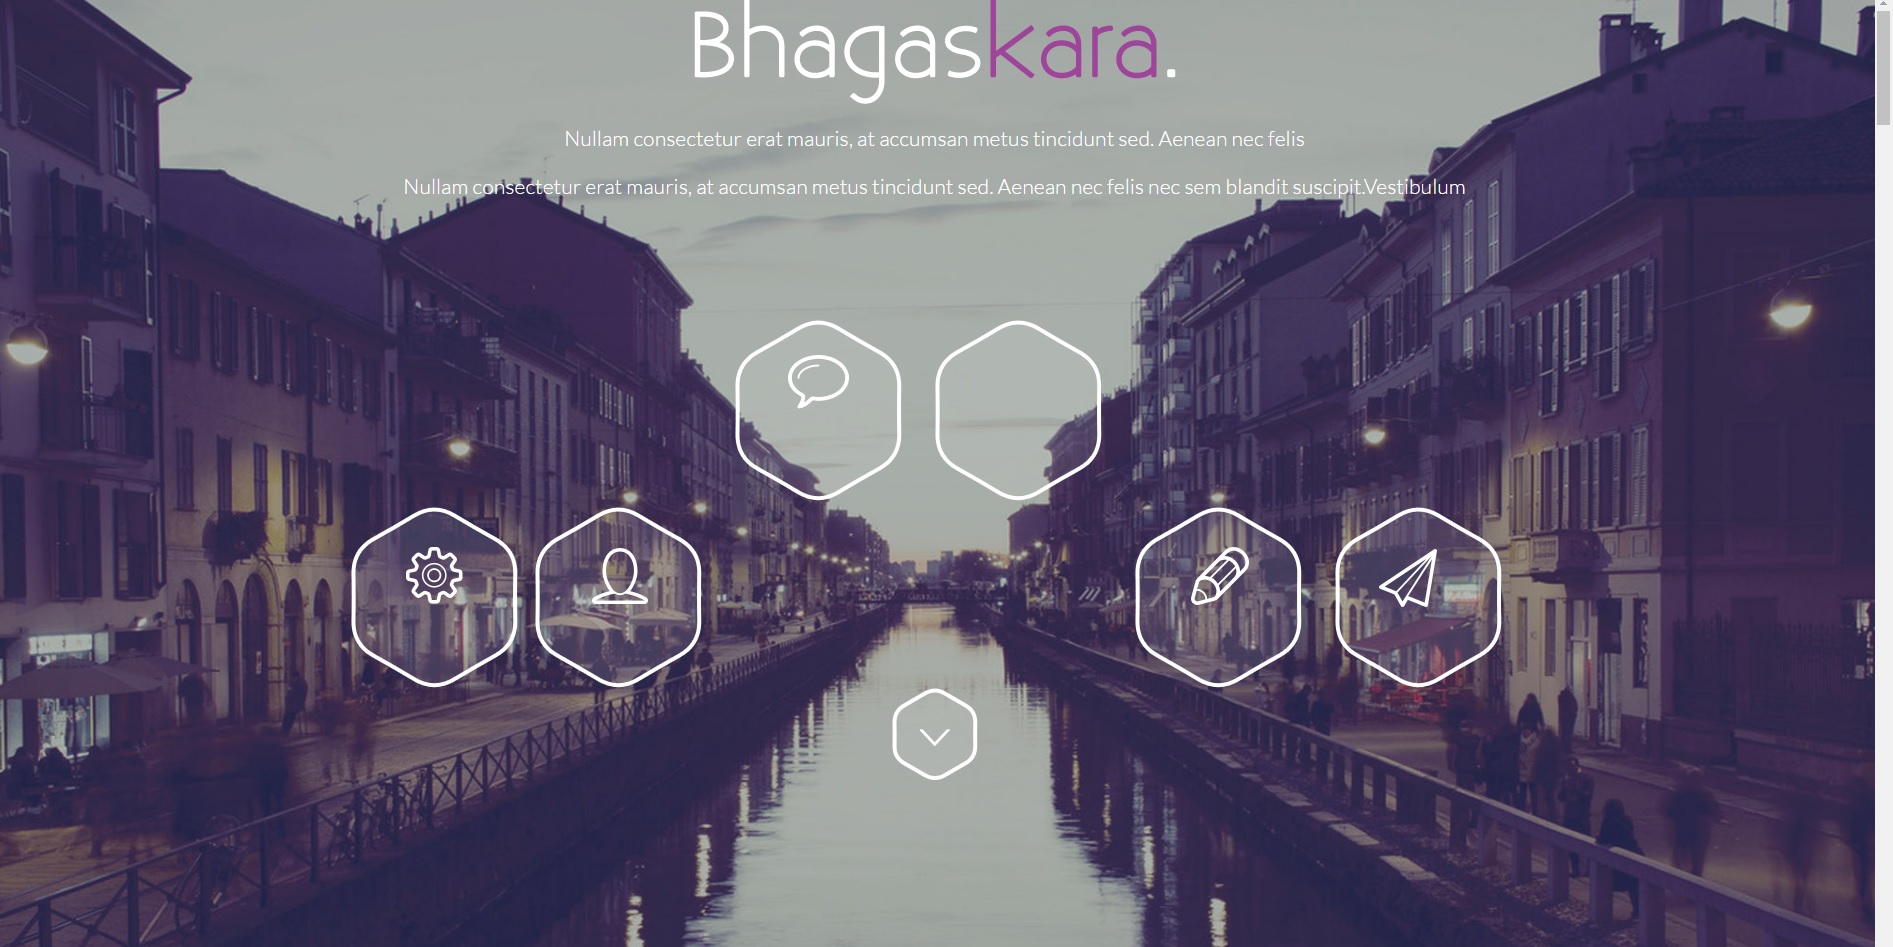 Bhagaskara.
Nullam consectetur erat mauris, at accumsan metus tincidunt sed. Aenean nec felis
Nullam consectetur erat mauris, at accumsan metus tincidunt sed. Aenean nec felis nec sem blandit suscipit.Vestibulum